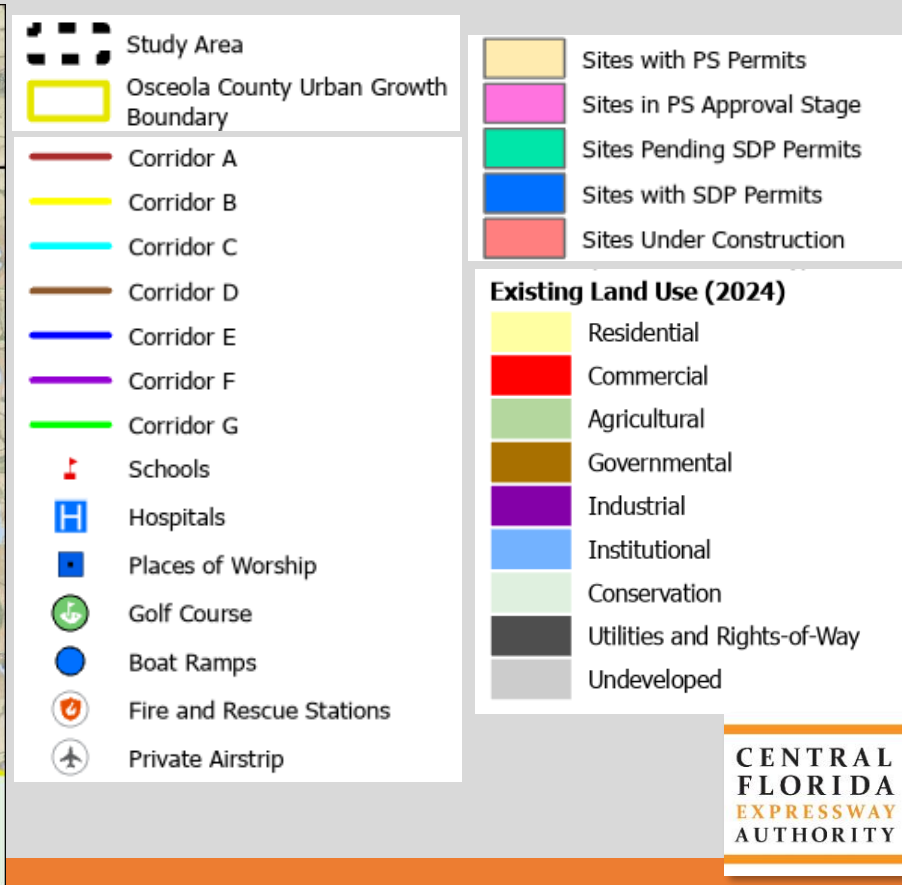 Study Area
Osceola County Urban Growth
Boundary
Corridor A
Corridor B
Corridor C
Corridor D
Corridor E
Corridor F
Corridor G
Schools
H
Hospitals
Places of Worship
Golf Course
Boat Ramps
Fire and Rescue Stations
Private Airstrip
Sites with PS Permits
Sites in PS Approval Stage
Sites Pending SDP Permits
Sites with SDP Permits
Sites Under Construction
Existing Land Use (2024)
Residential
Commercial
Agricultural
Governmental
Industrial
Institutional
Conservation
Utilities and Rights-of-Way
Undeveloped
CENTRAL
FLORIDA
EXPRESSWAY
AUTHORITY